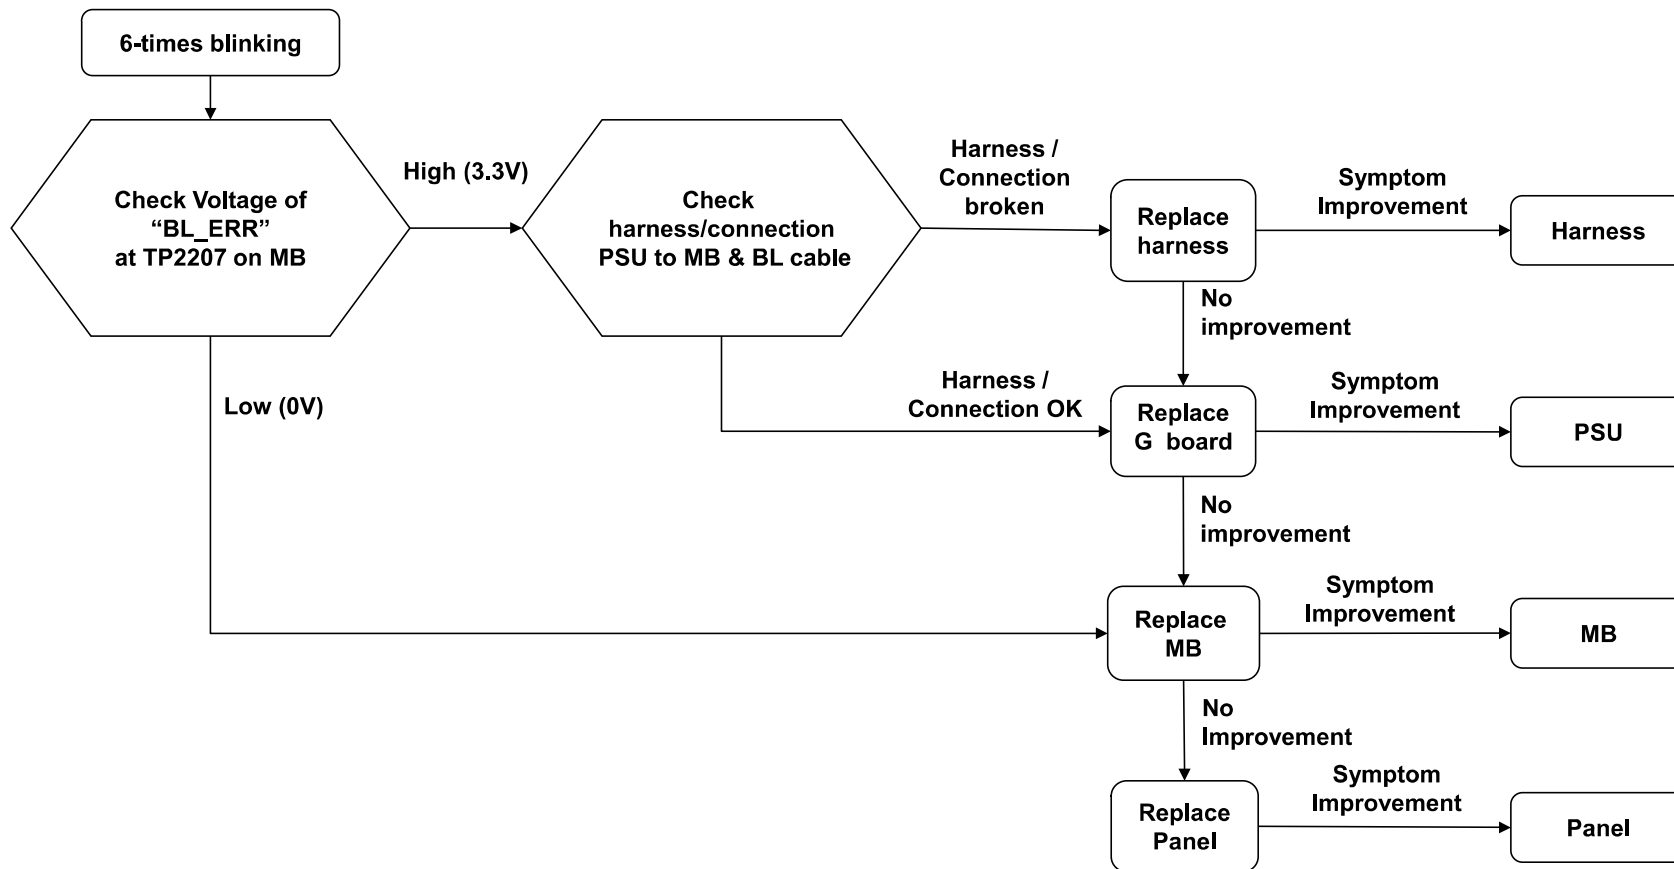 6-times blinking
Check Voltage of
“BL_ERR”
at TP2207 on MB
High (3.3V)
Check
harness/connection
PSU to MB & BL cable
Harness /
Connection
broken
Replace
harness
Symptom
Improvement
Harness
No
improvement
Low (0V)
Harness /
Connection OK
Replace
G board
Symptom
Improvement
PSU
No
improvement
Replace
MB
Symptom
Improvement
MB
No
Improvement
Replace
Panel
Symptom
Improvement
Panel